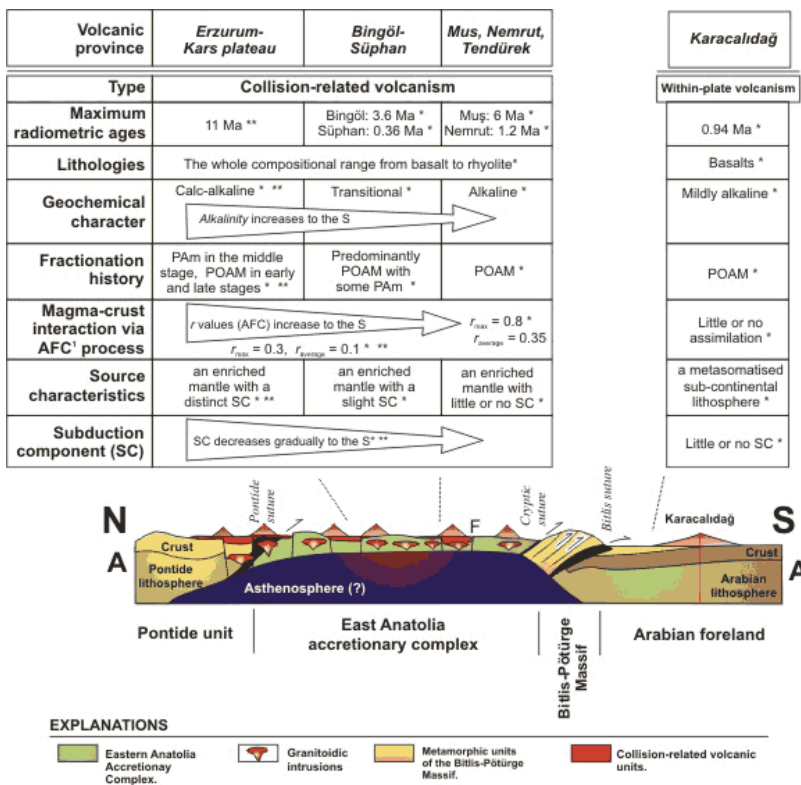 Volcanic province
Erzurum-Kars plateau
Bingöl-Süphan
Mus, Nemrut, Tendürek
Karacalıdağ
Type
Collision-related volcanism
Within-plate volcanism
Maximum radiometric ages
11 Ma **
Bingöl: 3.6 Ma *
Süphan: 0.36 Ma *
Muş: 6 Ma *
Nemrut: 1.2 Ma *
0.94 Ma *
Lithologies
The whole compositional range from basalt to rhyolite*
Basalts *
Geochemical character
Calc-alkaline * **
Transitional *
Alkaline *
Mildly alkaline *
Alkalinity increases to the S
Fractionation history
PAm in the middle stage, POAM in early and late stages * **
Predominantly POAM with some PAm *
POAM *
POAM *
Magma-crust interaction via AFC¹ process
r values (AFC) increase to the S
rmax = 0.3, raverage = 0.1 * **
rmax = 0.8 *
raverage = 0.35
Little or no assimilation *
Source characteristics
an enriched mantle with a distinct SC * **
an enriched mantle with a slight SC *
an enriched mantle with little or no SC *
a metasomatised sub-continental lithosphere *
Subduction component (SC)
SC decreases gradually to the S* **
Little or no SC *
N
S
Pontide suture
Cryptic suture
Bitlis suture
F
Karacalıdağ
A
A
Crust
Pontide lithosphere
Asthenosphere (?)
Crust
Arabian lithosphere
Pontide unit
East Anatolia accretionary complex
Bitlis-Pötürge Massif
Arabian foreland
EXPLANATIONS
Eastern Anatolia Accretionay Complex.
Granitoidic intrusions
Metamorphic units of the Bitlis-Pötürge Massif.
Collision-related volcanic units.